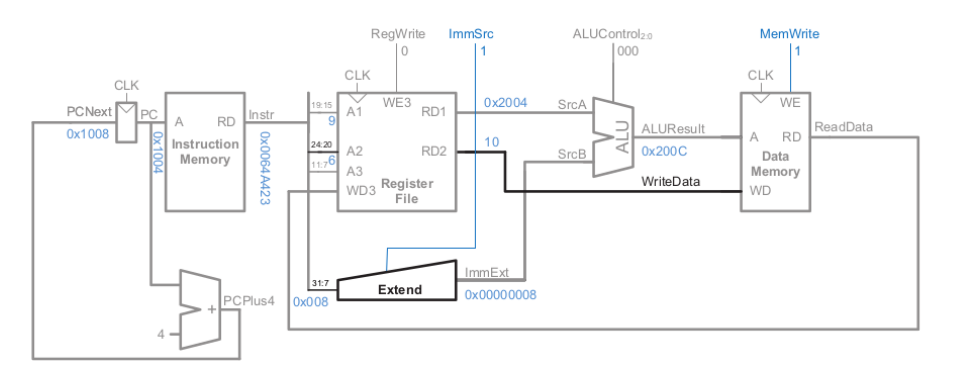 RegWrite
0
ImmSrc
1
ALUControl2:0
000
MemWrite
1
CLK
CLK
CLK
PCNext
0x1008
PC
0x1004
A
RD
Instruction
Memory
Instr
0x0064A423
19:15
9
A1
WE3
RD1
0x2004
SrcA
24:20
6
A2
RD2
10
SrcB
11:7
A3
WD3
Register
File
ALU
ALUResult
0x200C
WriteData
WE
A
RD
Data
Memory
WD
ReadData
31:7
0x008
Extend
ImmExt
0x00000008
4
+
PCPlus4